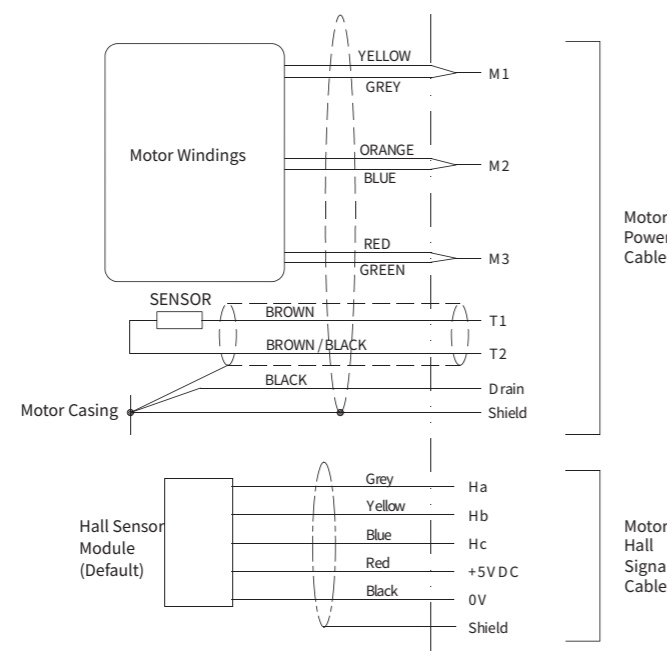 YELLOW
M1
GREY
Motor Windings
ORANGE
M2
BLUE
Motor
Power
Cable
RED
M3
GREEN
SENSOR
BROWN
T1
BROWN/BLACK
T2
BLACK
Drain
Motor Casing
Shield
Grey
Ha
Yellow
Hb
Hall Sensor
Module
(Default)
Blue
Hc
Red
+5VDC
Black
0V
Shield
Motor
Hall
Signa
Cable